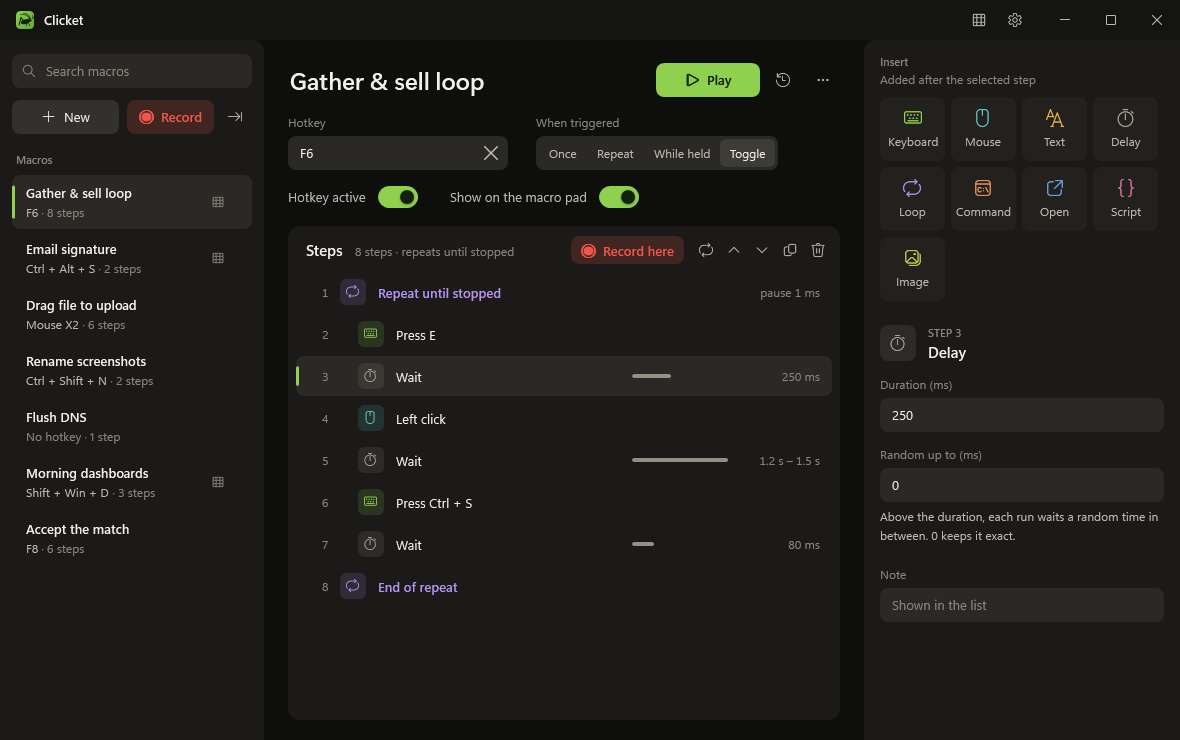 Clicket
Search macros
New
Record
Macros
Gather & sell loop
F6 · 8 steps
Email signature
Ctrl + Alt + S · 2 steps
Drag file to upload
Mouse X2 · 6 steps
Rename screenshots
Ctrl + Shift + N · 2 steps
Flush DNS
No hotkey · 1 step
Morning dashboards
Shift + Win + D · 3 steps
Accept the match
F8 · 6 steps
Gather & sell loop
Play
Hotkey
When triggered
F6
Once Repeat While held Toggle
Hotkey active
Show on the macro pad
Steps 8 steps · repeats until stopped
Record here
1 Repeat until stopped pause 1 ms
2 Press E
3 Wait 250 ms
4 Left click
5 Wait 1.2 s – 1.5 s
6 Press Ctrl + S
7 Wait 80 ms
8 End of repeat
Insert
Added after the selected step
Keyboard Mouse Text Delay
C:\
Loop Command Open Script
Image
STEP 3
Delay
Duration (ms)
250
Random up to (ms)
0
Above the duration, each run waits a random time in
between. 0 keeps it exact.
Note
Shown in the list